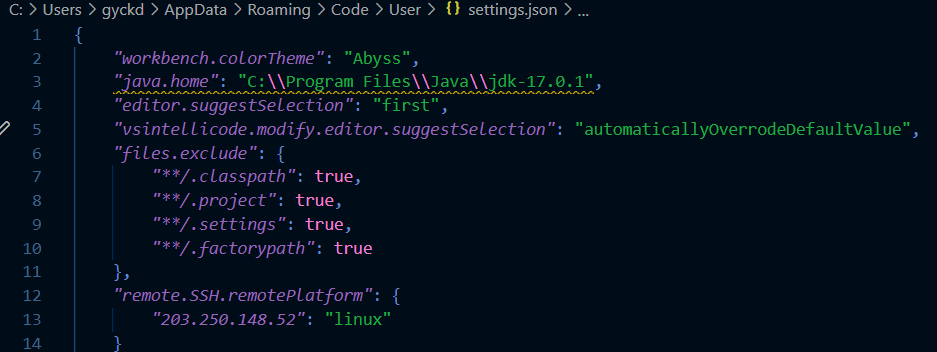 C: > Users > gyckd > AppData > Roaming > Code > User > {} settings.json > ...
1 {
2 "workbench.colorTheme": "Abyss",
3 "java.home": "C:\\Program Files\\Java\\jdk-17.0.1",
4 "editor.suggestSelection": "first",
5 "vsintellicode.modify.editor.suggestSelection": "automaticallyOverrodeDefaultValue",
6 "files.exclude": {
7 "**/.classpath": true,
8 "**/.project": true,
9 "**/.settings": true,
10 "**/.factorypath": true
11 },
12 "remote.SSH.remotePlatform": {
13 "203.250.148.52": "linux"
14 }